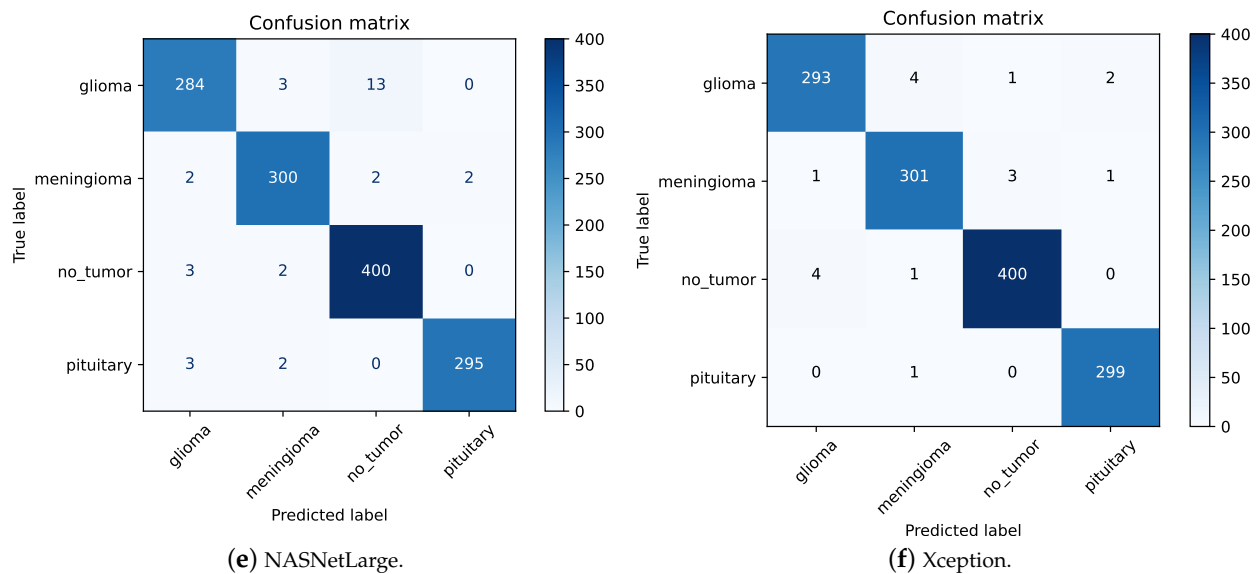 Confusion matrix
glioma 284 3 13 0
meningioma 2 300 2 2
no_tumor 3 2 400 0
pituitary 3 2 0 295
glioma meningioma no_tumor pituitary
Predicted label
True label
400
350
300
250
200
150
100
50
0
(e) NASNetLarge.
Confusion matrix
glioma 293 4 1 2
meningioma 1 301 3 1
no_tumor 4 1 400 0
pituitary 0 1 0 299
glioma meningioma no_tumor pituitary
Predicted label
True label
400
350
300
250
200
150
100
50
0
(f) Xception.